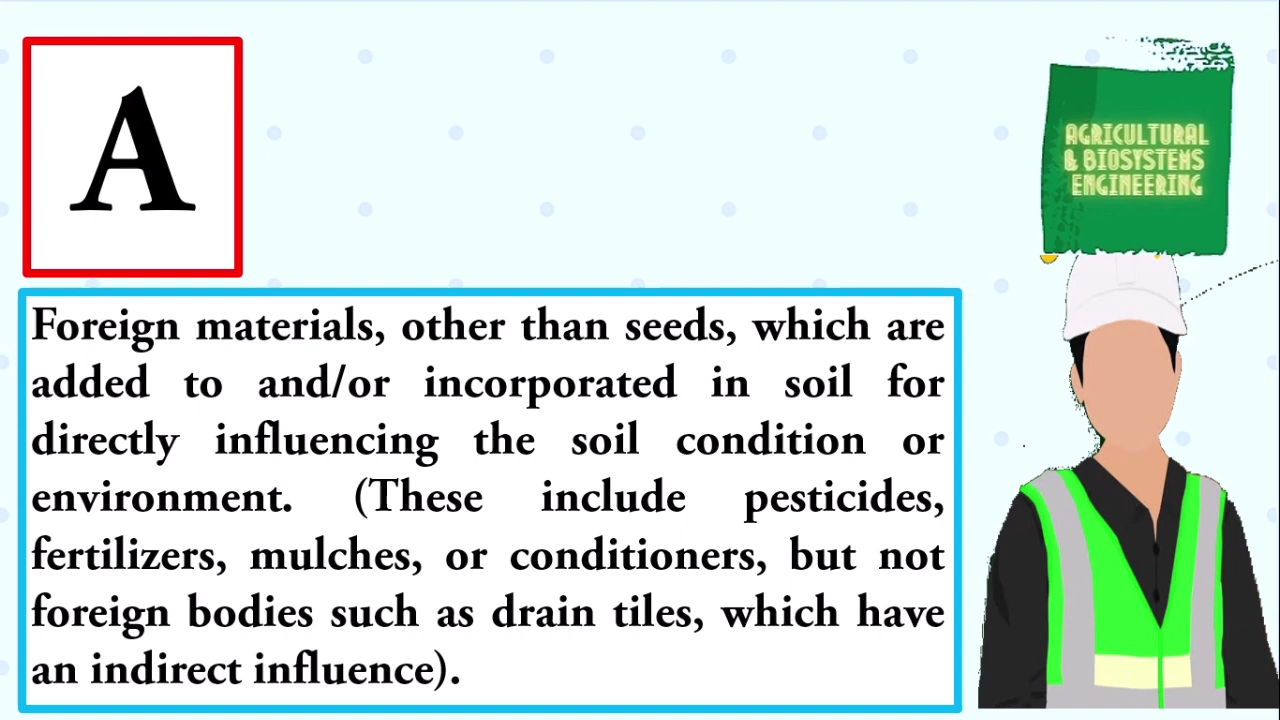 A
AGRICULTURAL
& BIOSYSTEMS
ENGINEERING
Foreign materials, other than seeds, which are
added to and/or incorporated in soil for
directly influencing the soil condition or
environment. (These include pesticides,
fertilizers, mulches, or conditioners, but not
foreign bodies such as drain tiles, which have
an indirect influence).